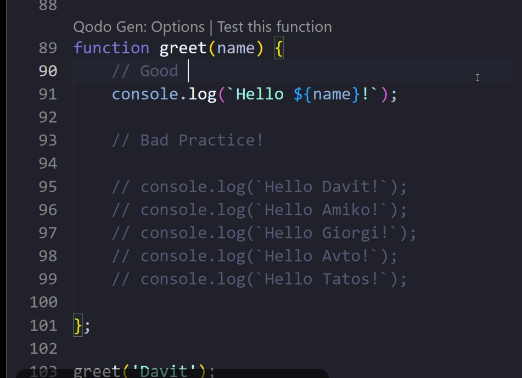 88
Qodo Gen: Options | Test this function
89 function greet(name) {
90 // Good
91 console.log(`Hello ${name}!`);
92
93 // Bad Practice!
94
95 // console.log(`Hello Davit!`);
96 // console.log(`Hello Amiko!`);
97 // console.log(`Hello Giorgi!`);
98 // console.log(`Hello Avto!`);
99 // console.log(`Hello Tatos!`);
100
101 };
102
103 greet('Davit');